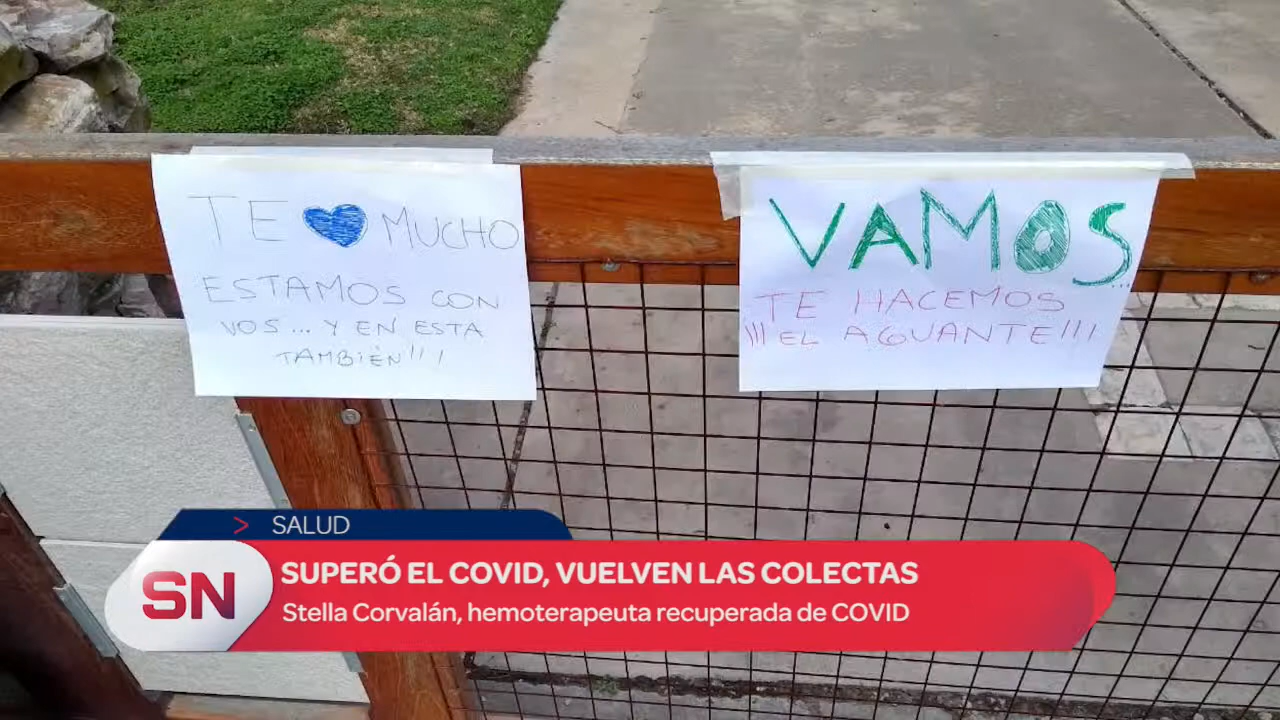 TE 💙 MUCHO
ESTAMOS CON
VOS... Y EN ESTA
TAMBIÉN!!!
VAMOS...
TE HACEMOS
¡¡¡EL AGUANTE!!!
> SALUD
SN
SUPERÓ EL COVID, VUELVEN LAS COLECTAS
Stella Corvalán, hemoterapeuta recuperada de COVID